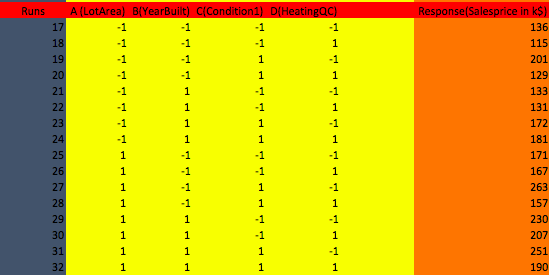 Runs A (LotArea) B(YearBuilt) C(Condition1) D(HeatingQC) Response(Salesprice in k$)
17 -1 -1 -1 -1 136
18 -1 -1 -1 1 115
19 -1 -1 1 -1 201
20 -1 -1 1 1 129
21 -1 1 -1 -1 133
22 -1 1 -1 1 131
23 -1 1 1 -1 172
24 -1 1 1 1 181
25 1 -1 -1 -1 171
26 1 -1 -1 1 167
27 1 -1 1 -1 263
28 1 -1 1 1 157
29 1 1 -1 -1 230
30 1 1 -1 1 207
31 1 1 1 -1 251
32 1 1 1 1 190